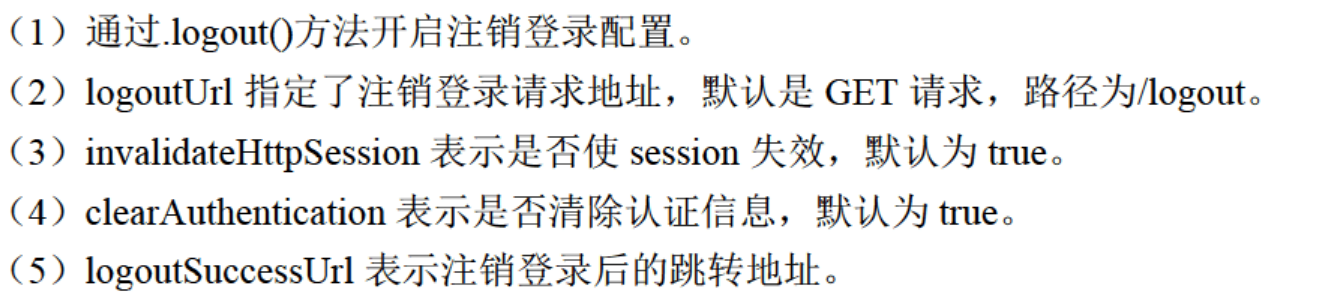 （1）通过.logout()方法开启注销登录配置。
（2）logoutUrl 指定了注销登录请求地址，默认是 GET 请求，路径为/logout。
（3）invalidateHttpSession 表示是否使 session 失效，默认为 true。
（4）clearAuthentication 表示是否清除认证信息，默认为 true。
（5）logoutSuccessUrl 表示注销登录后的跳转地址。